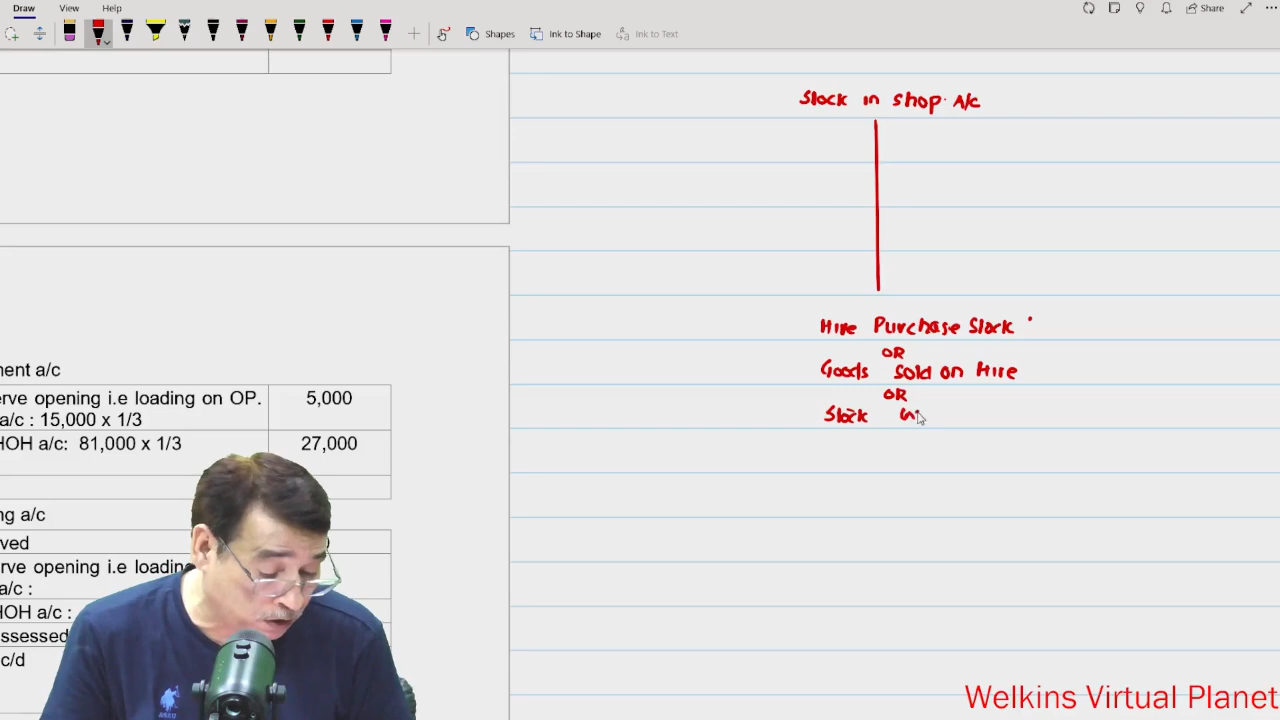 Draw View Help
Share
Shapes
Ink to Shape
Ink to Text
Stock in shop A/c
Hire Purchase Stock
OR
Goods sold on Hire
OR
Stock
nent a/c
erve opening i.e loading on OP. 5,000
a/c : 15,000 x 1/3
HOH a/c: 81,000 x 1/3 27,000
ng a/c
ved
erve opening i.e loading
a/c :
HOH a/c :
ssessed
c/d
Welkins Virtual Planet